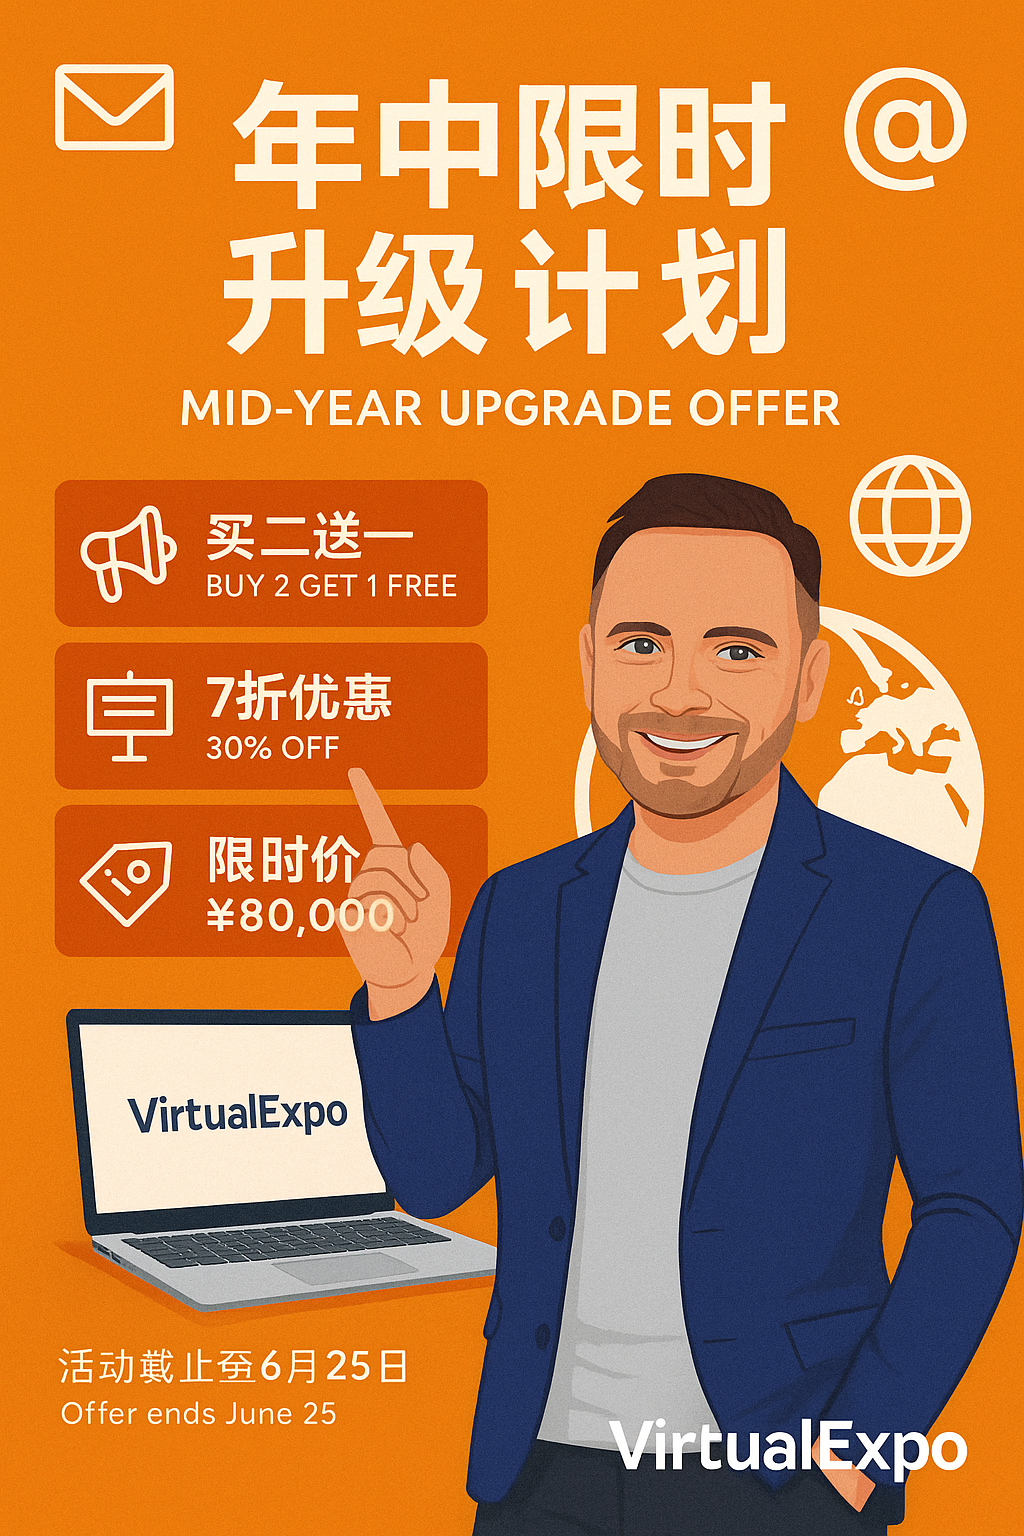 @
年中限时
升级计划
MID-YEAR UPGRADE OFFER
买二送一
BUY 2 GET 1 FREE
7折优惠
30% OFF
限时价
¥80,000
VirtualExpo
活动截止至6月25日
Offer ends June 25
VirtualExpo